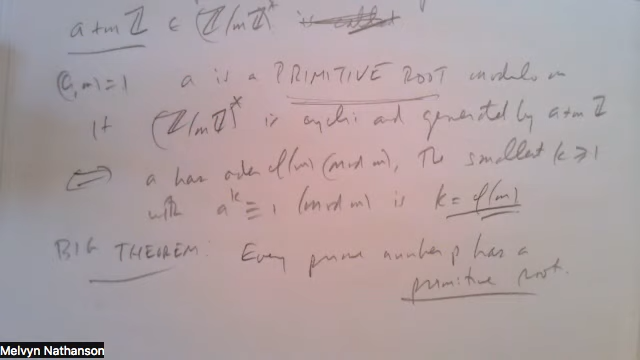 a+mℤ ∈ (ℤ/mℤ)^×
(a,m)=1 a is a PRIMITIVE ROOT modulo m
if (ℤ/mℤ)^× is cyclic and generated by a+mℤ
⟺ a has order φ(m) (mod m), The smallest k ≥ 1
with a^k ≡ 1 (mod m) is k = φ(m)
BIG THEOREM: Every prime number p has a
primitive root.
Melvyn Nathanson